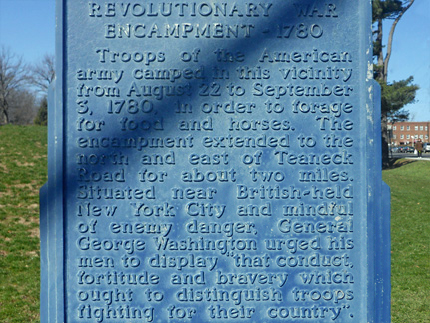 REVOLUTIONARY WAR
ENCAMPMENT - 1780
Troops of the American
army camped in this vicinity
from August 22 to September
3, 1780, in order to forage
for food and horses. The
encampment extended to the
north and east of Teaneck
Road for about two miles.
Situated near British-held
New York City and mindful
of enemy danger, General
George Washington urged his
men to display "that conduct,
fortitude and bravery which
ought to distinguish troops
fighting for their country".